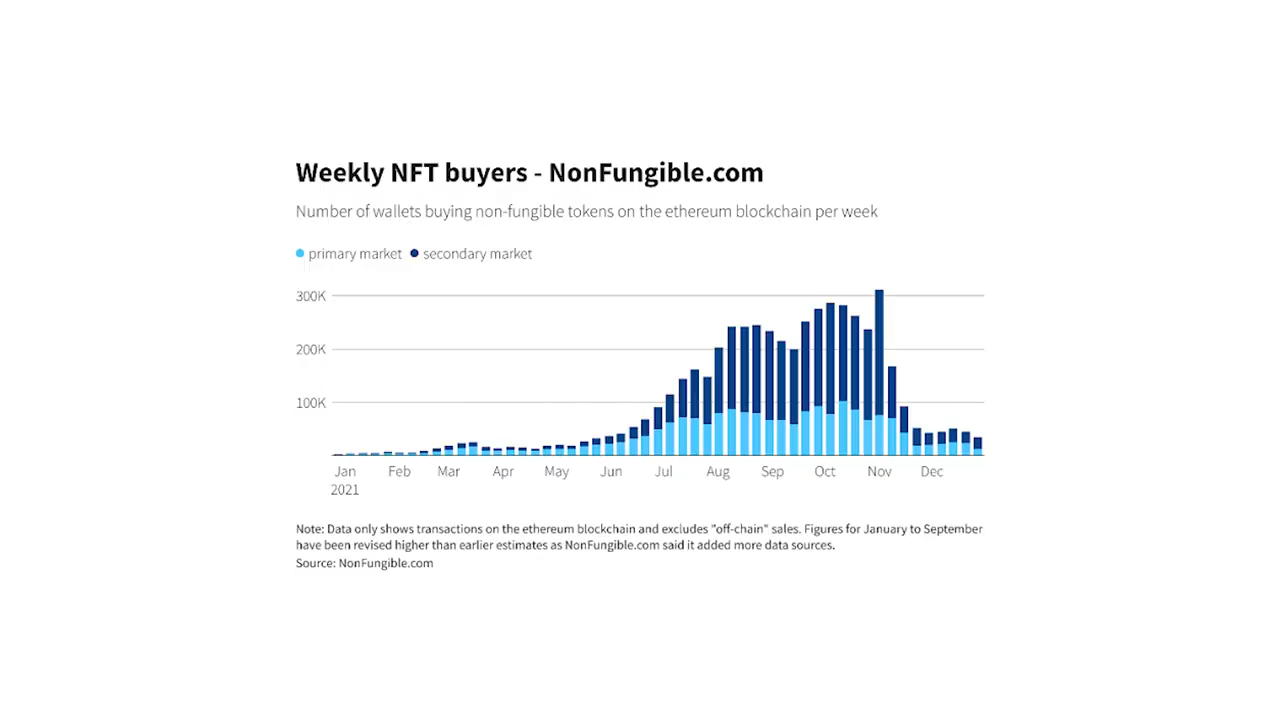 Weekly NFT buyers - NonFungible.com
Number of wallets buying non-fungible tokens on the ethereum blockchain per week
primary market secondary market
300K
200K
100K
Jan Feb Mar Apr May Jun Jul Aug Sep Oct Nov Dec
2021
Note: Data only shows transactions on the ethereum blockchain and excludes "off-chain" sales. Figures for January to September
have been revised higher than earlier estimates as NonFungible.com said it added more data sources.
Source: NonFungible.com